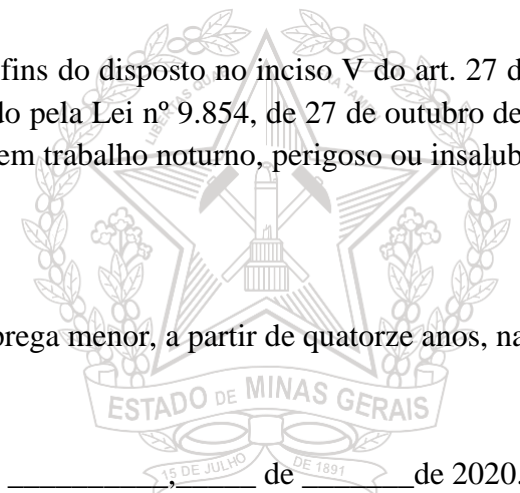 fins do disposto no inciso V do art. 27 d
do pela Lei nº 9.854, de 27 de outubro de
em trabalho noturno, perigoso ou insalub
rega menor, a partir de quatorze anos, na
ESTADO DE MINAS GERAIS
__________,_____ de _______de 2020.
15 DE JULHO DE 1891